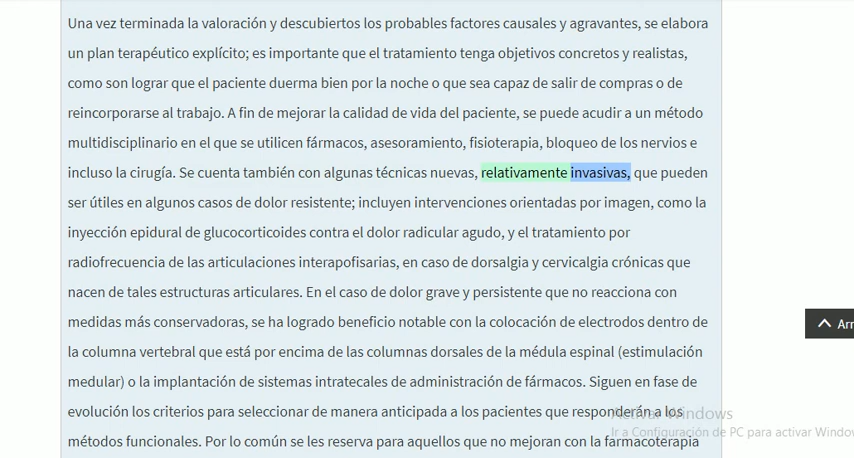 Una vez terminada la valoración y descubiertos los probables factores causales y agravantes, se elabora
un plan terapéutico explícito; es importante que el tratamiento tenga objetivos concretos y realistas,
como son lograr que el paciente duerma bien por la noche o que sea capaz de salir de compras o de
reincorporarse al trabajo. A fin de mejorar la calidad de vida del paciente, se puede acudir a un método
multidisciplinario en el que se utilicen fármacos, asesoramiento, fisioterapia, bloqueo de los nervios e
incluso la cirugía. Se cuenta también con algunas técnicas nuevas, relativamente invasivas, que pueden
ser útiles en algunos casos de dolor resistente; incluyen intervenciones orientadas por imagen, como la
inyección epidural de glucocorticoides contra el dolor radicular agudo, y el tratamiento por
radiofrecuencia de las articulaciones interapofisarias, en caso de dorsalgia y cervicalgia crónicas que
nacen de tales estructuras articulares. En el caso de dolor grave y persistente que no reacciona con
medidas más conservadoras, se ha logrado beneficio notable con la colocación de electrodos dentro de
Arr
la columna vertebral que está por encima de las columnas dorsales de la médula espinal (estimulación
medular) o la implantación de sistemas intratecales de administración de fármacos. Siguen en fase de
evolución los criterios para seleccionar de manera anticipada a los pacientes que responderán a los
Activar Windows
Ir a Configuración de PC para activar Window
métodos funcionales. Por lo común se les reserva para aquellos que no mejoran con la farmacoterapia